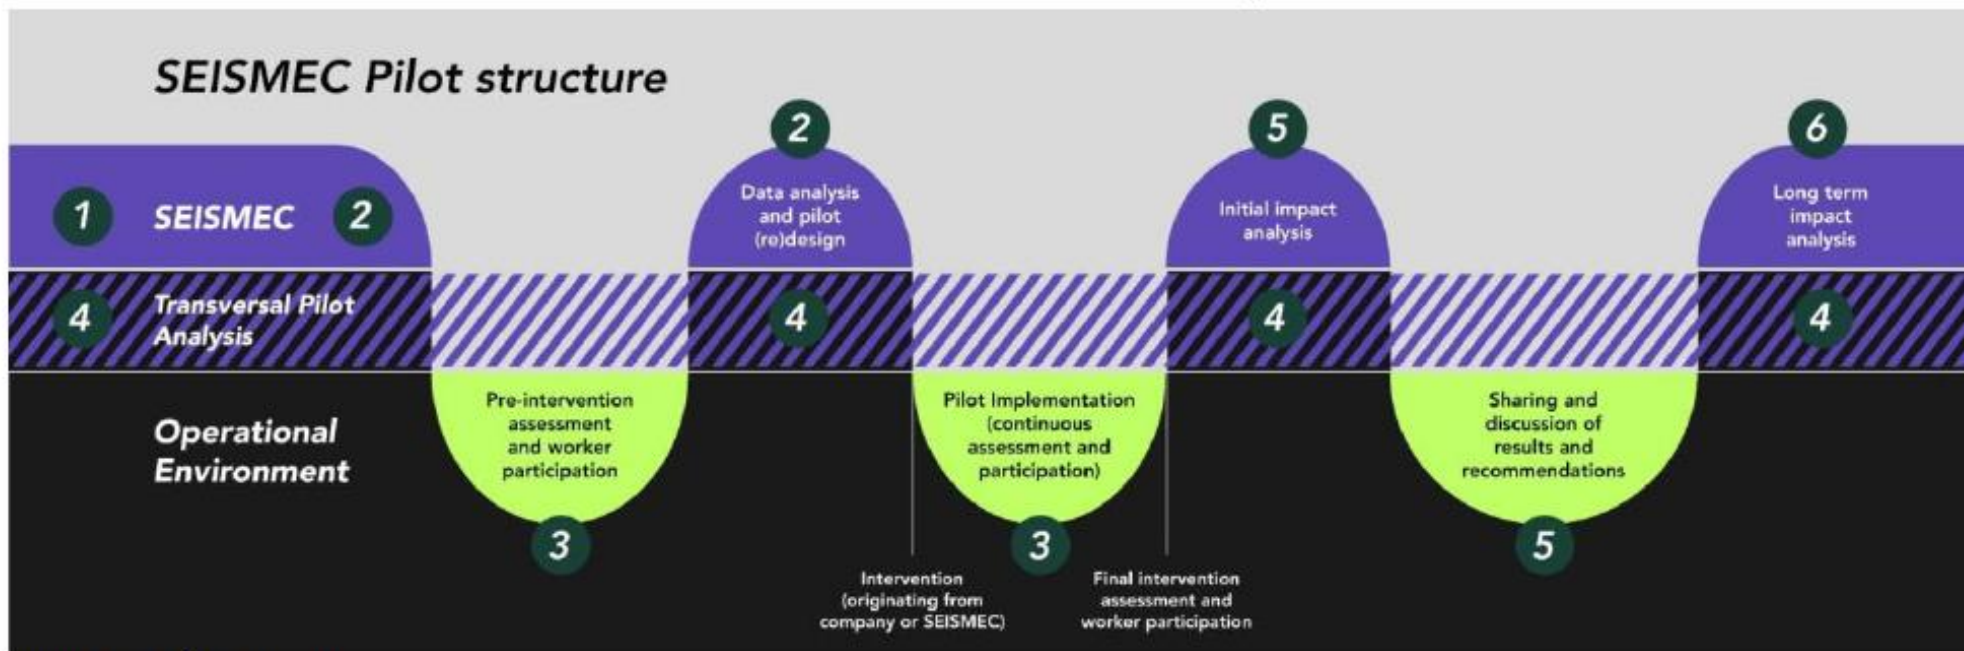 SEISMEC Pilot structure
2
5
6
1
SEISMEC
2
Data analysis
and pilot
(re)design
Initial impact
analysis
Long term
impact
analysis
4
Transversal Pilot
Analysis
4
4
4
Operational
Environment
Pre-intervention
assessment
and worker
participation
Pilot Implementation
(continuous
assessment and
participation)
Sharing and
discussion of
results and
recommendations
3
3
5
Intervention
(originating from
company or SEISMEC)
Final intervention
assessment and
worker participation